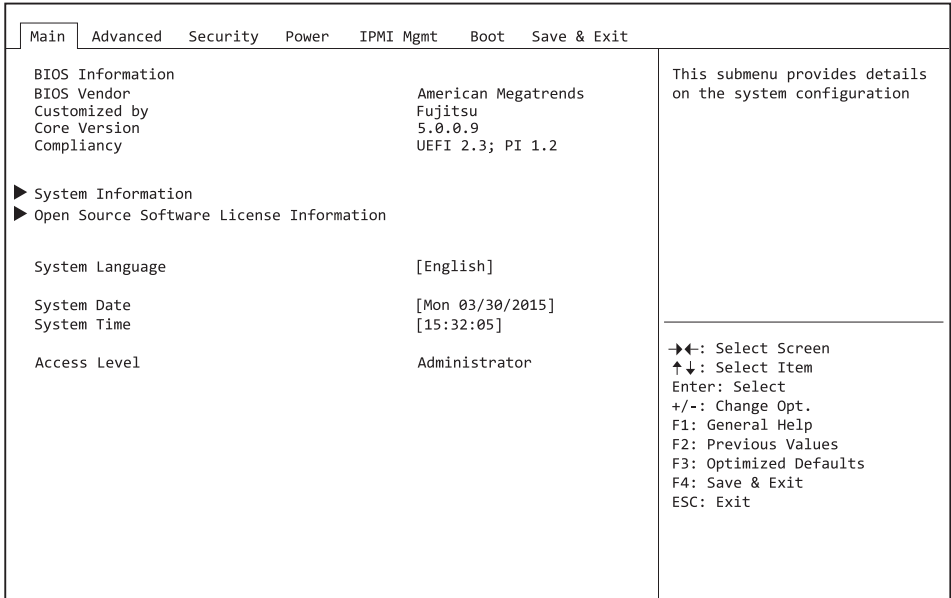 Main Advanced Security Power IPMI Mgmt Boot Save & Exit
BIOS Information
BIOS Vendor American Megatrends
Customized by Fujitsu
Core Version 5.0.0.9
Compliancy UEFI 2.3; PI 1.2
▶ System Information
▶ Open Source Software License Information
System Language [English]
System Date [Mon 03/30/2015]
System Time [15:32:05]
Access Level Administrator
This submenu provides details
on the system configuration
→←: Select Screen
↑↓: Select Item
Enter: Select
+/-: Change Opt.
F1: General Help
F2: Previous Values
F3: Optimized Defaults
F4: Save & Exit
ESC: Exit